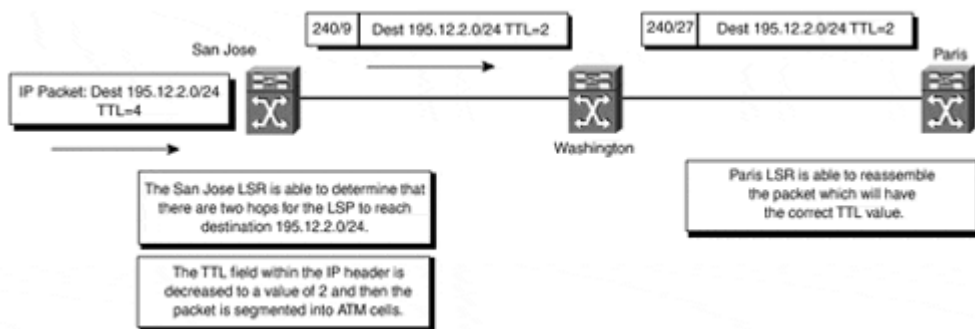 240/9 Dest 195.12.2.0/24 TTL=2
240/27 Dest 195.12.2.0/24 TTL=2
San Jose
Paris
IP Packet: Dest 195.12.2.0/24
TTL=4
Washington
The San Jose LSR is able to determine that
there are two hops for the LSP to reach
destination 195.12.2.0/24.
Paris LSR is able to reassemble
the packet which will have
the correct TTL value.
The TTL field within the IP header is
decreased to a value of 2 and then the
packet is segmented into ATM cells.